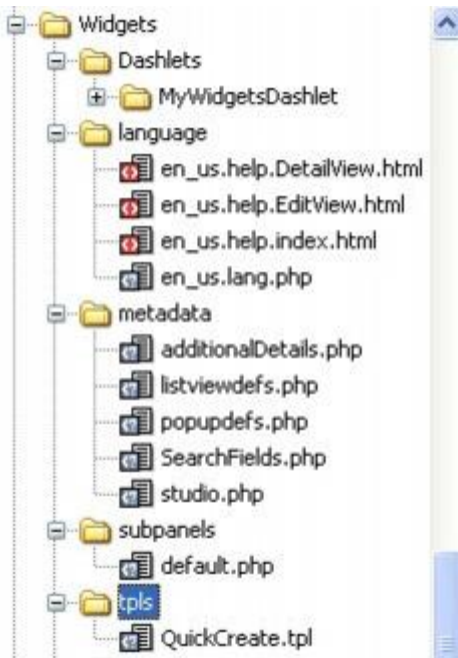 Widgets
Dashlets
MyWidgetsDashlet
language
en_us.help.DetailView.html
en_us.help.EditView.html
en_us.help.index.html
en_us.lang.php
metadata
additionalDetails.php
listviewdefs.php
popupdefs.php
SearchFields.php
studio.php
subpanels
default.php
tpls
QuickCreate.tpl